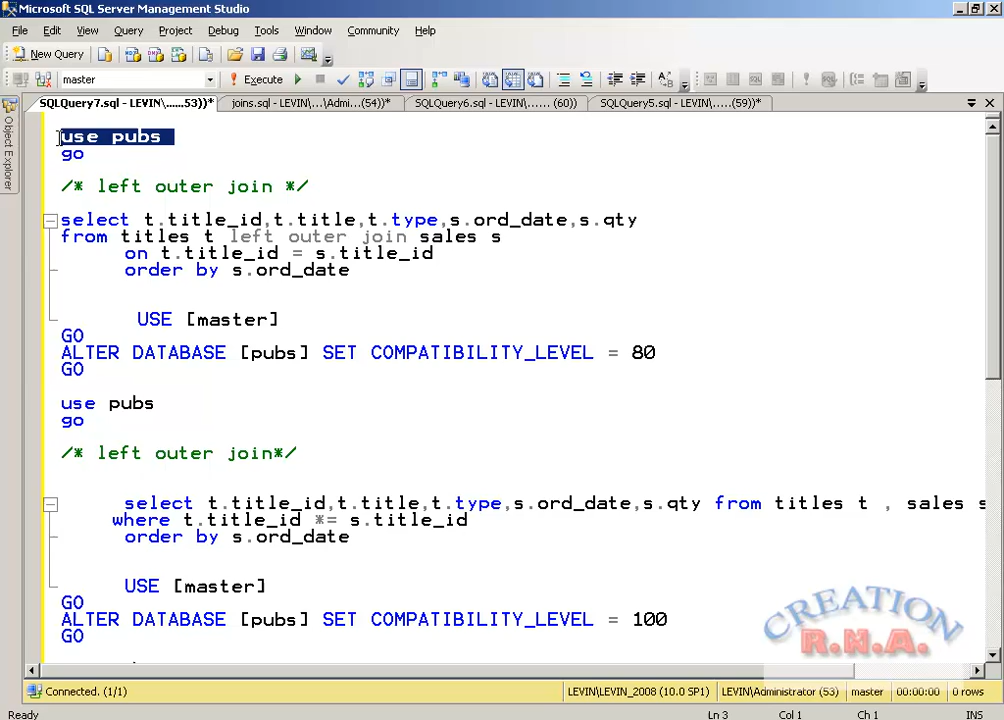 Microsoft SQL Server Management Studio
File Edit View Query Project Debug Tools Window Community Help
New Query
master Execute
SQLQuery7.sql - LEVIN\......53))* joins.sql - LEVIN\...\Admi...(54))* SQLQuery6.sql - LEVIN\...... (60)) SQLQuery5.sql - LEVIN\......(59))*
Object Explorer
use pubs
go
/* left outer join */
select t.title_id,t.title,t.type,s.ord_date,s.qty
from titles t left outer join sales s
on t.title_id = s.title_id
order by s.ord_date
USE [master]
GO
ALTER DATABASE [pubs] SET COMPATIBILITY_LEVEL = 80
GO
use pubs
go
/* left outer join*/
select t.title_id,t.title,t.type,s.ord_date,s.qty from titles t , sales s
where t.title_id *= s.title_id
order by s.ord_date
USE [master]
GO
ALTER DATABASE [pubs] SET COMPATIBILITY_LEVEL = 100
GO
CREATION
R.N.A.
Connected. (1/1) LEVIN\LEVIN_2008 (10.0 SP1) LEVIN\Administrator (53) master 00:00:00 0 rows
Ready Ln 3 Col 1 Ch 1 INS